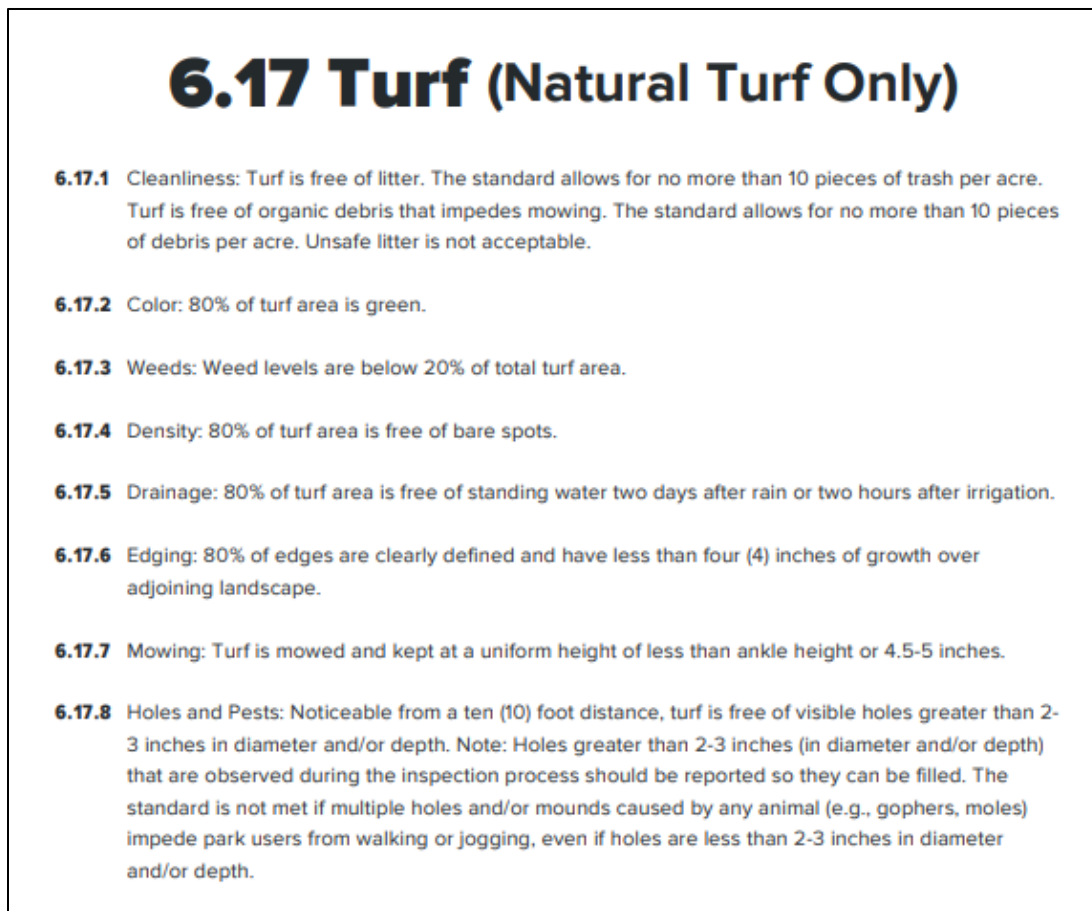 6.17 Turf (Natural Turf Only)
6.17.1 Cleanliness: Turf is free of litter. The standard allows for no more than 10 pieces of trash per acre.
Turf is free of organic debris that impedes mowing. The standard allows for no more than 10 pieces
of debris per acre. Unsafe litter is not acceptable.
6.17.2 Color: 80% of turf area is green.
6.17.3 Weeds: Weed levels are below 20% of total turf area.
6.17.4 Density: 80% of turf area is free of bare spots.
6.17.5 Drainage: 80% of turf area is free of standing water two days after rain or two hours after irrigation.
6.17.6 Edging: 80% of edges are clearly defined and have less than four (4) inches of growth over
adjoining landscape.
6.17.7 Mowing: Turf is mowed and kept at a uniform height of less than ankle height or 4.5-5 inches.
6.17.8 Holes and Pests: Noticeable from a ten (10) foot distance, turf is free of visible holes greater than 2-
3 inches in diameter and/or depth. Note: Holes greater than 2-3 inches (in diameter and/or depth)
that are observed during the inspection process should be reported so they can be filled. The
standard is not met if multiple holes and/or mounds caused by any animal (e.g., gophers, moles)
impede park users from walking or jogging, even if holes are less than 2-3 inches in diameter
and/or depth.